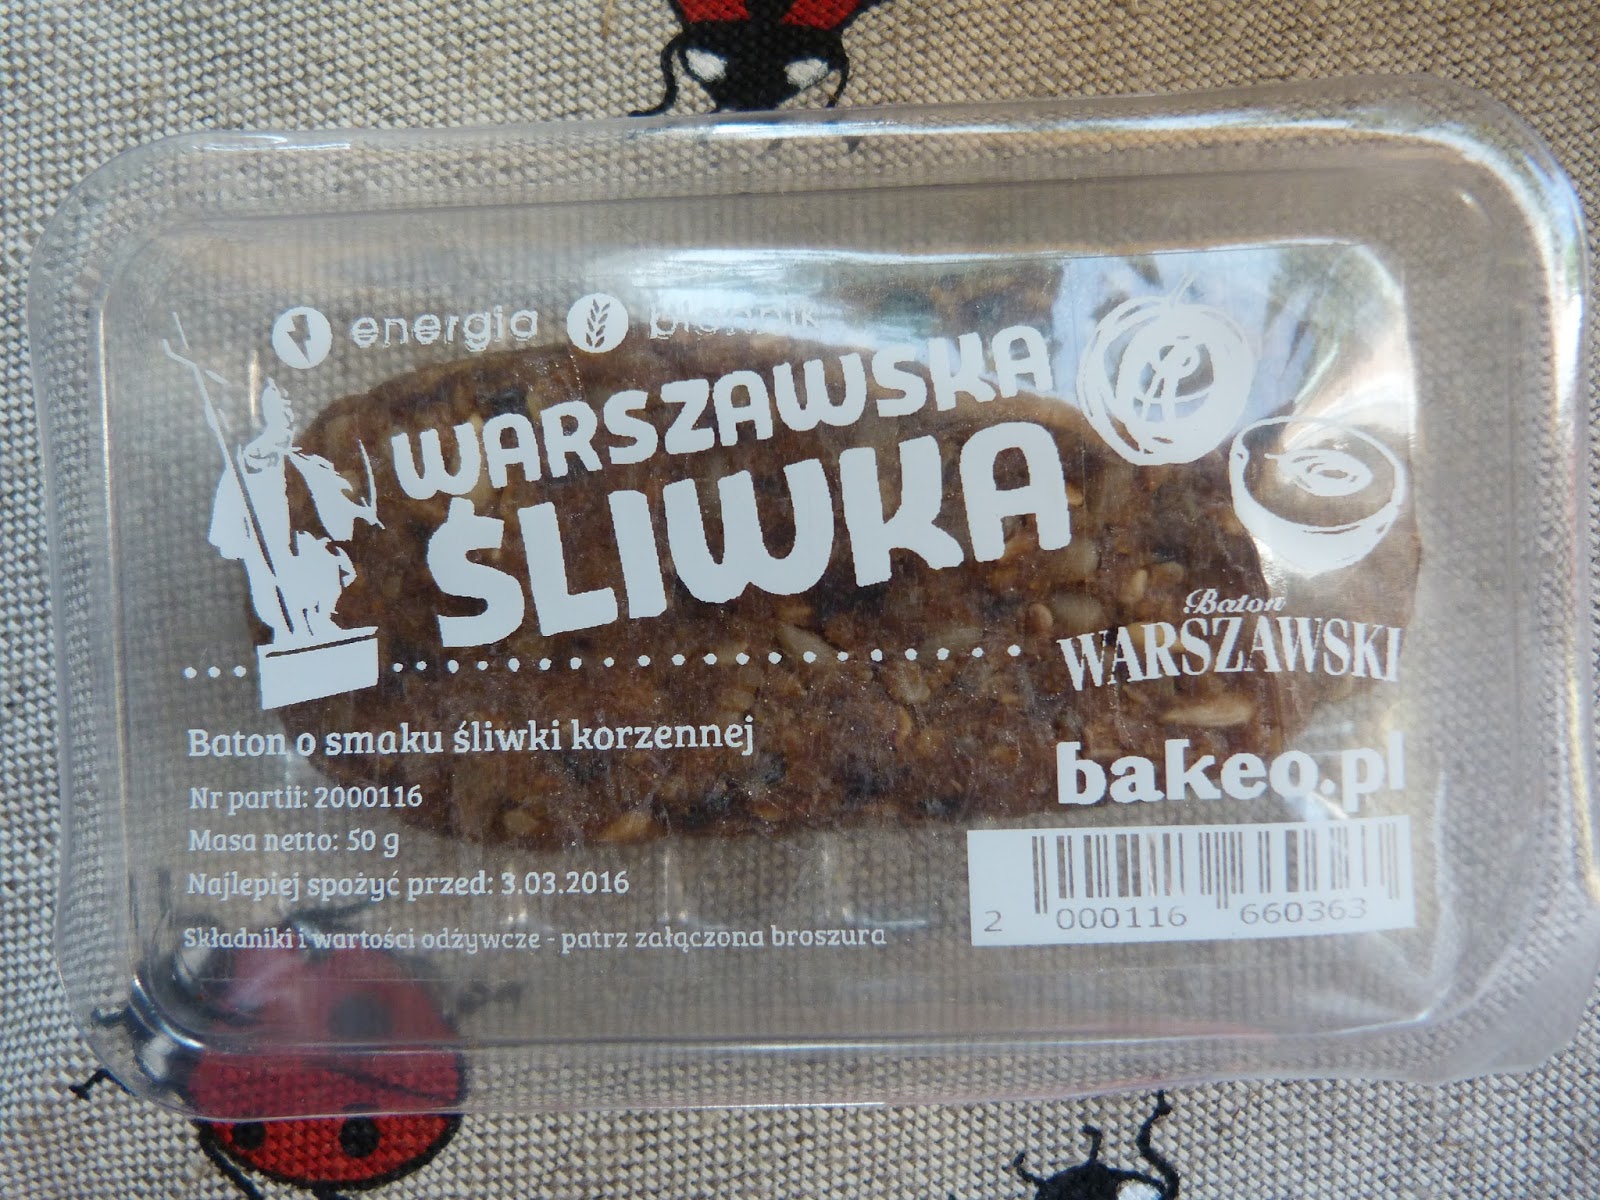 energia błonnik
WARSZAWSKA
ŚLIWKA
Baton
WARSZAWSKI
Baton o smaku śliwki korzennej
bakeo.pl
Nr partii: 2000116
Masa netto: 50 g
Najlepiej spożyć przed: 3.03.2016
Składniki i wartości odżywcze - patrz załączona broszura
2 000116 660363